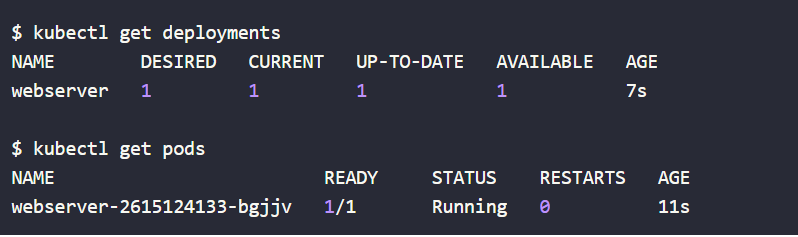 $ kubectl get deployments
NAME DESIRED CURRENT UP-TO-DATE AVAILABLE AGE
webserver 1 1 1 1 7s
$ kubectl get pods
NAME READY STATUS RESTARTS AGE
webserver-2615124133-bgjjv 1/1 Running 0 11s